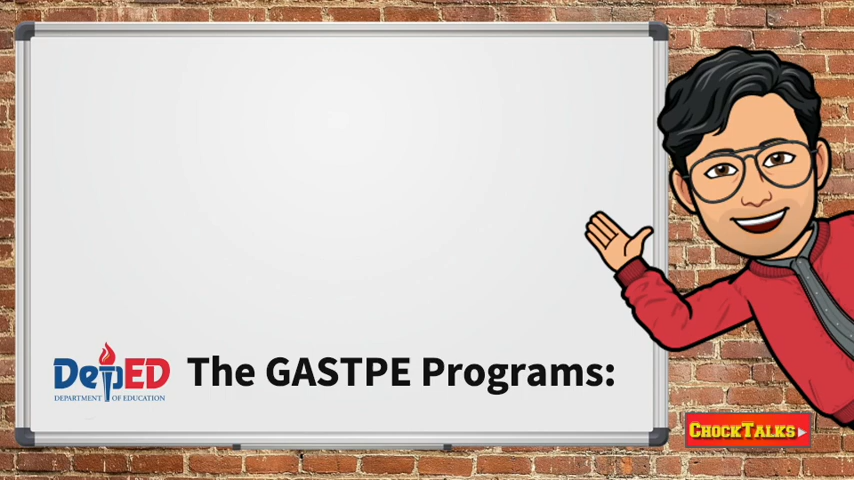 DepED
DEPARTMENT OF EDUCATION
The GASTPE Programs:
CHOCKTALKS